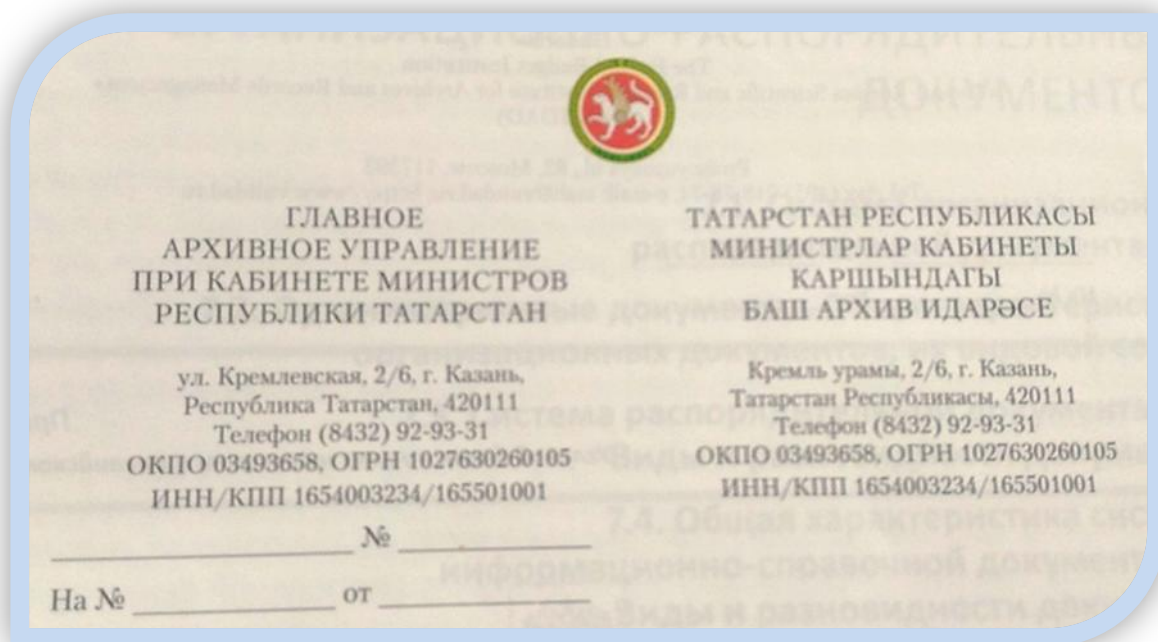 ГЛАВНОЕ
АРХИВНОЕ УПРАВЛЕНИЕ
ПРИ КАБИНЕТЕ МИНИСТРОВ
РЕСПУБЛИКИ ТАТАРСТАН
ул. Кремлевская, 2/6, г. Казань,
Республика Татарстан, 420111
Телефон (8432) 92-93-31
ОКПО 03493658, ОГРН 1027630260105
ИНН/КПП 1654003234/165501001
ТАТАРСТАН РЕСПУБЛИКАСЫ
МИНИСТРЛАР КАБИНЕТЫ
КАРШЫНДАГЫ
БАШ АРХИВ ИДАРӘСЕ
Кремль урамы, 2/6, г. Казань,
Татарстан Республикасы, 420111
Телефон (8432) 92-93-31
ОКПО 03493658, ОГРН 1027630260105
ИНН/КПП 1654003234/165501001
№
На № от